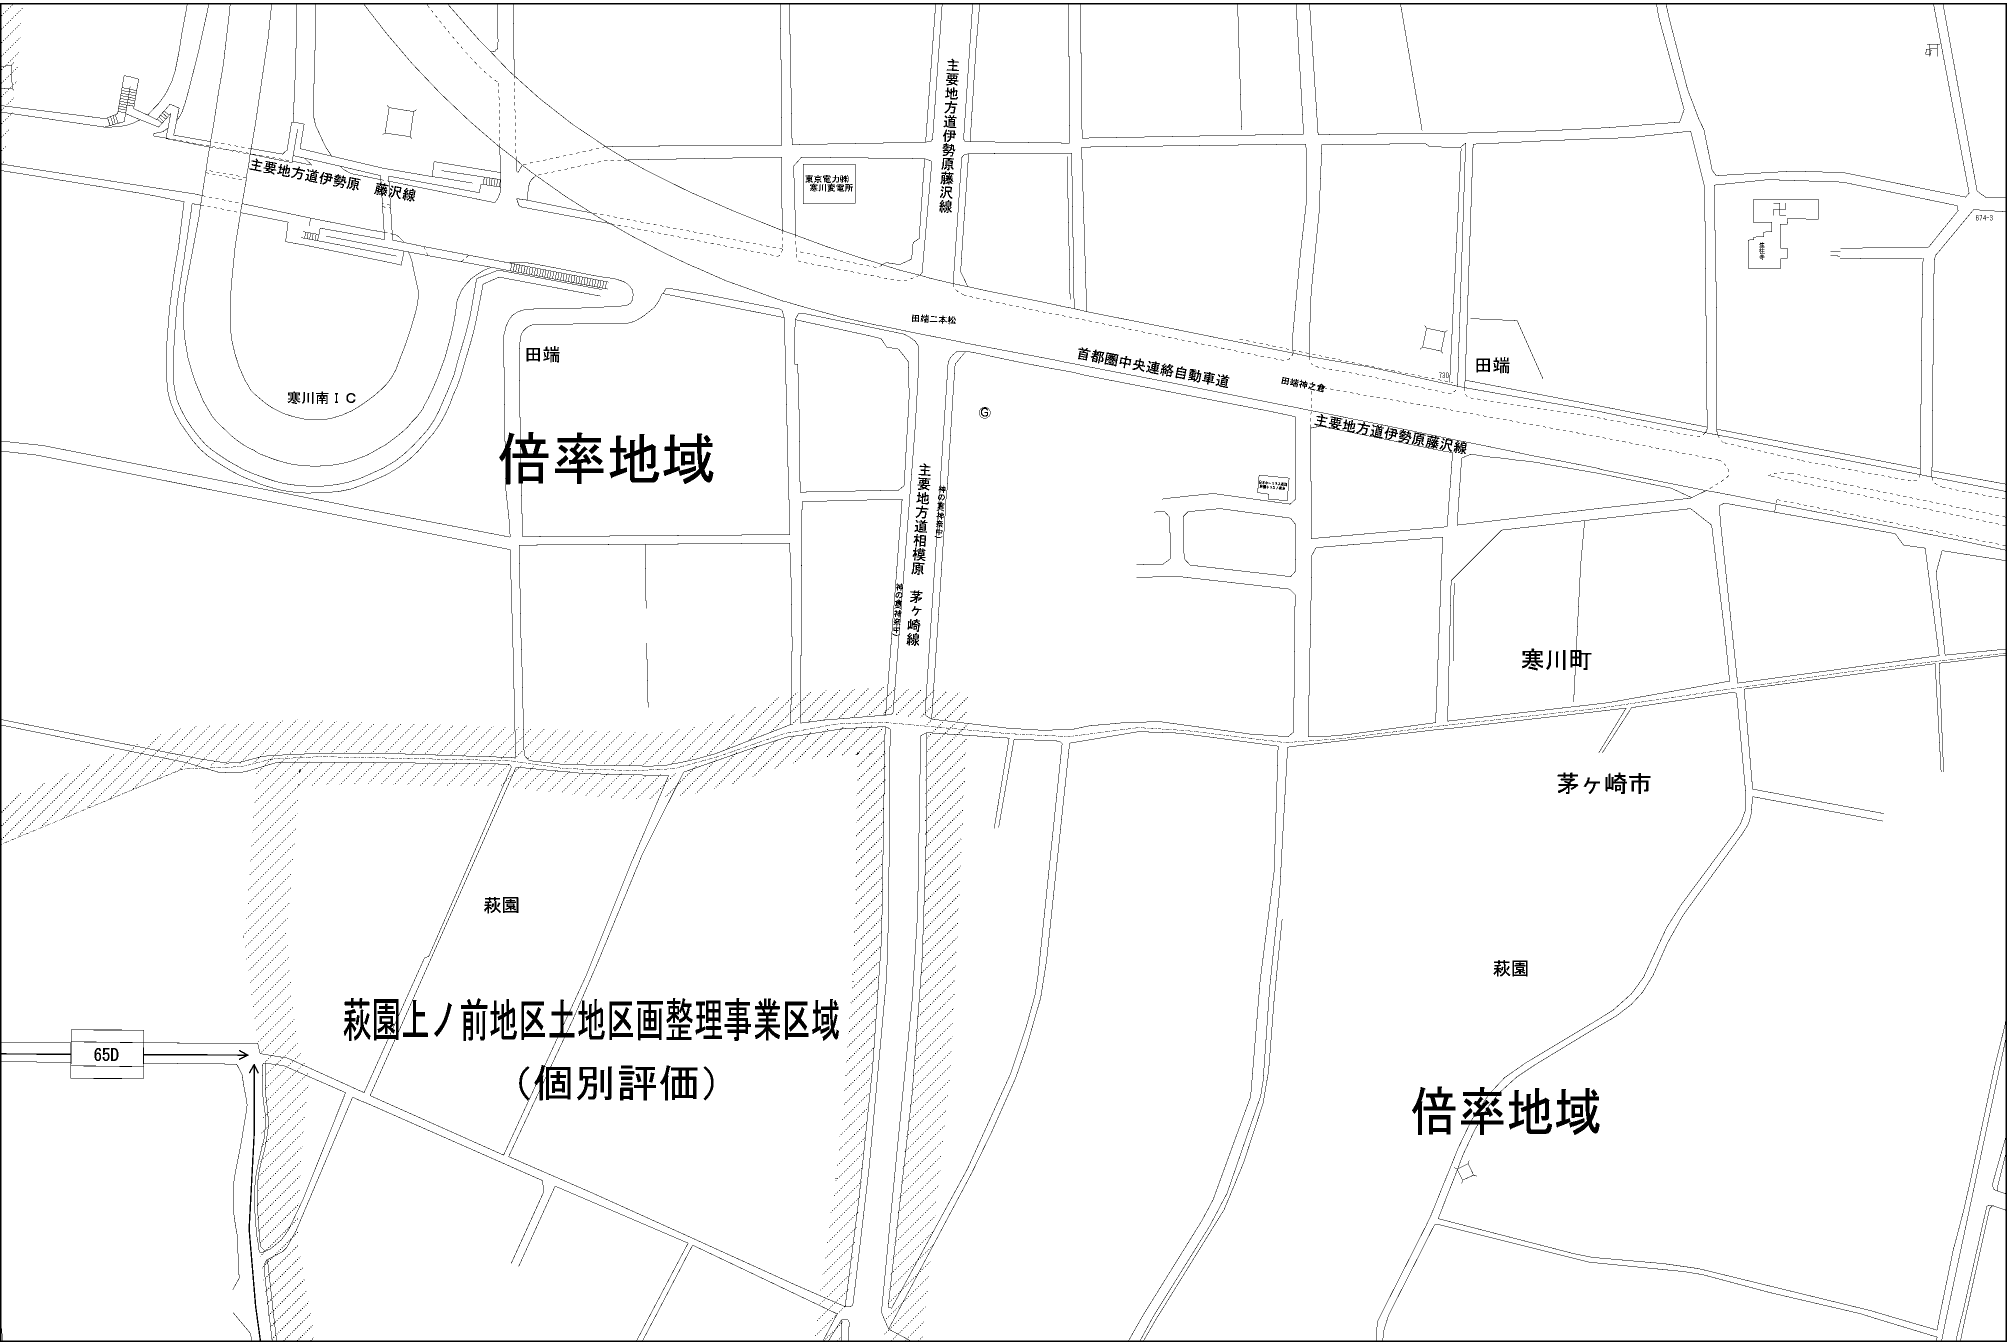 主要地方道伊勢原藤沢線
主要地方道伊勢原　藤沢線
東京電力㈱
寒川変電所
674-3
田端二本松
田端
首都圏中央連絡自動車道
田端神之倉
730
田端
寒川南ＩＣ
Ｇ
主要地方道伊勢原藤沢線
倍率地域
主要地方道相模原　茅ヶ崎線
寒川町
茅ヶ崎市
萩園
萩園
萩園上ノ前地区土地区画整理事業区域
（個別評価）
65D
倍率地域